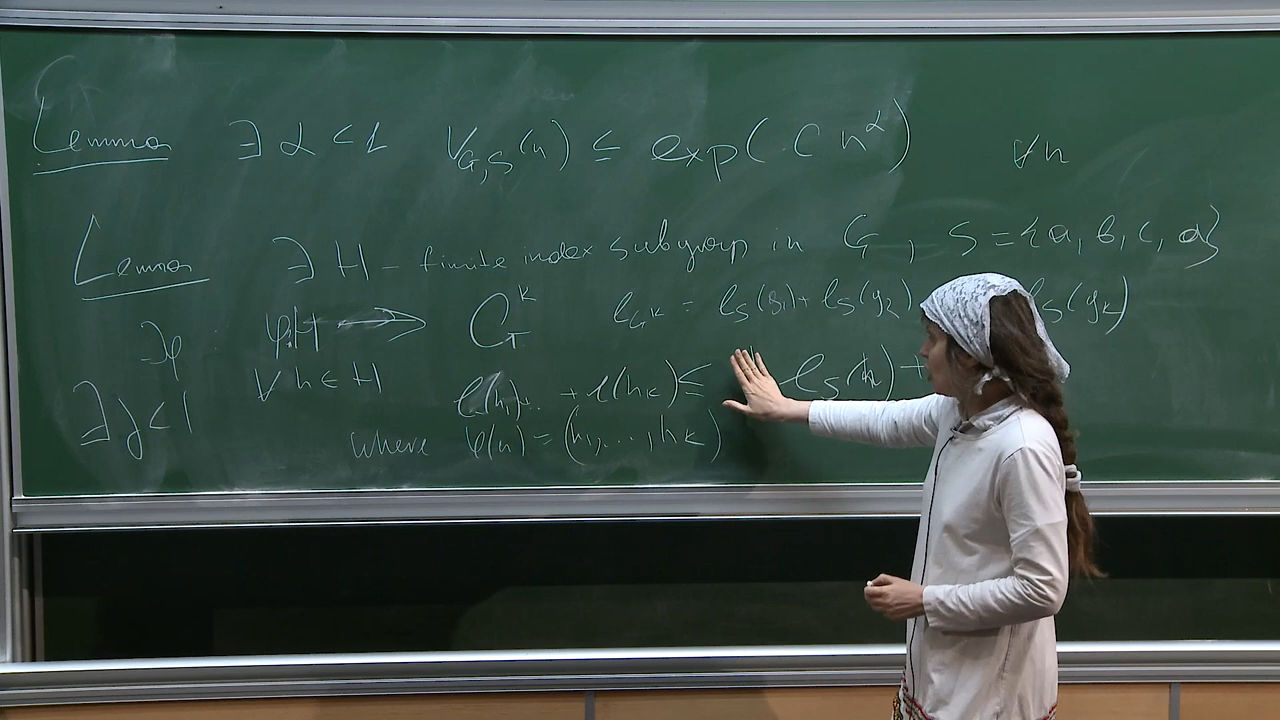 Lemma ∃ α < 1 V_{G,S}(n) ≤ exp(C n^α) ∀n
Lemma ∃ H – finite index subgroup in G, S = {a, b, c, d}
∃φ φ: H → G^k l_{G^k} = l_S(g_1) + l_S(g_2) l_S(g_k)
∀ h ∈ H
∃ γ < 1 l(h_1)+.. + l(h_k) ≤ l_S(h) +
where φ(h) = (h_1, ..., h_k)